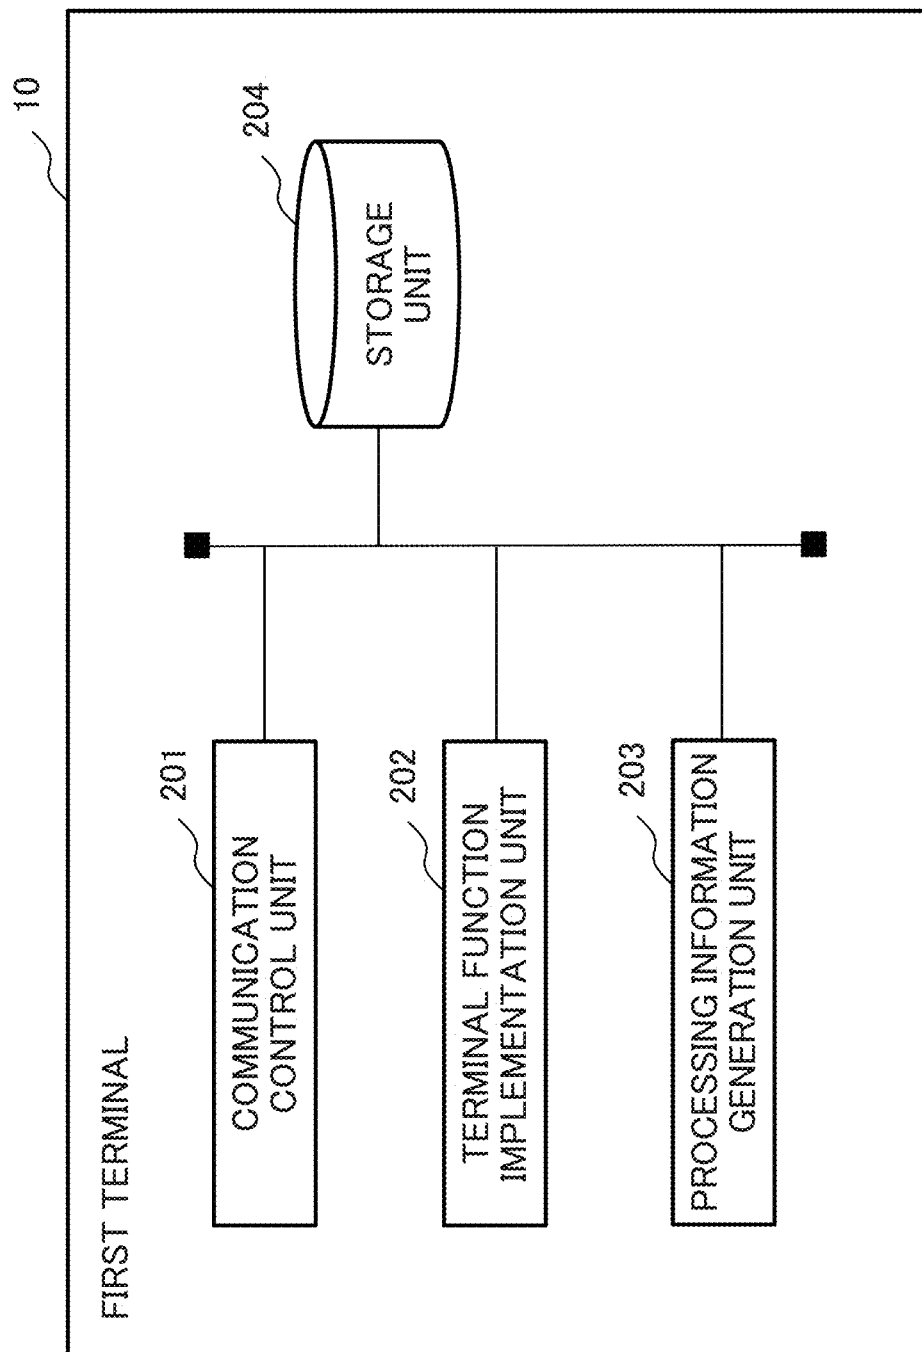 10
FIRST TERMINAL
201
COMMUNICATION
CONTROL UNIT
204
STORAGE
UNIT
202
TERMINAL FUNCTION
IMPLEMENTATION UNIT
203
PROCESSING INFORMATION
GENERATION UNIT